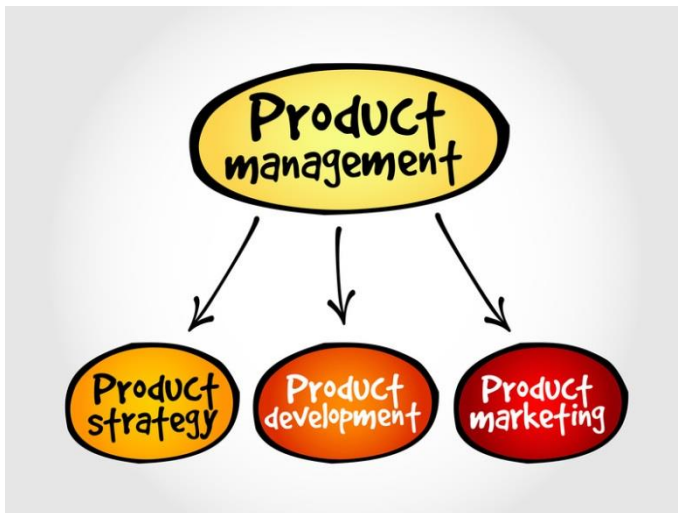 Product
management
Product
strategy
Product
development
Product
marketing